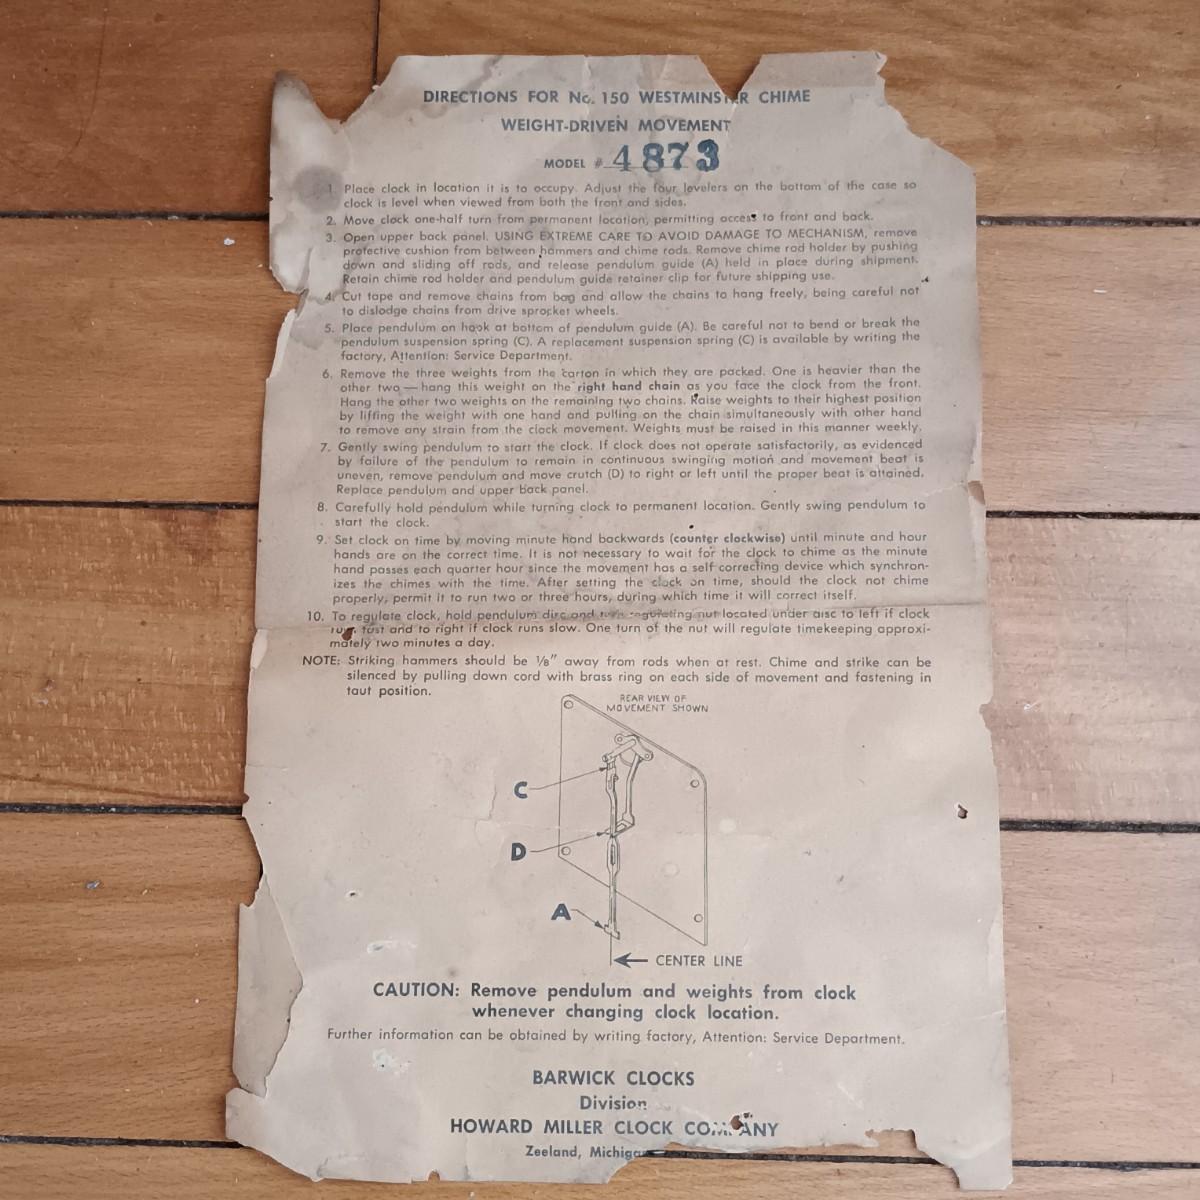 DIRECTIONS FOR No. 150 WESTMINSTER CHIME
WEIGHT-DRIVEN MOVEMENT
MODEL # 4873
1. Place clock in location it is to occupy. Adjust the four levelers on the bottom of the case so
clock is level when viewed from both the front and sides.
2. Move clock one-half turn from permanent location, permitting access to front and back.
3. Open upper back panel. USING EXTREME CARE TO AVOID DAMAGE TO MECHANISM, remove
protective cushion from between hammers and chime rods. Remove chime rod holder by pushing
down and sliding off rods, and release pendulum guide (A) held in place during shipment.
Retain chime rod holder and pendulum guide retainer clip for future shipping use.
4. Cut tape and remove chains from bag and allow the chains to hang freely, being careful not
to dislodge chains from drive sprocket wheels.
5. Place pendulum on hook at bottom of pendulum guide (A). Be careful not to bend or break the
pendulum suspension spring (C). A replacement suspension spring (C) is available by writing the
factory, Attention: Service Department.
6. Remove the three weights from the carton in which they are packed. One is heavier than the
other two — hang this weight on the right hand chain as you face the clock from the front.
Hang the other two weights on the remaining two chains. Raise weights to their highest position
by lifting the weight with one hand and pulling on the chain simultaneously with other hand
to remove any strain from the clock movement. Weights must be raised in this manner weekly.
7. Gently swing pendulum to start the clock. If clock does not operate satisfactorily, as evidenced
by failure of the pendulum to remain in continuous swinging motion and movement beat is
uneven, remove pendulum and move crutch (D) to right or left until the proper beat is attained.
Replace pendulum and upper back panel.
8. Carefully hold pendulum while turning clock to permanent location. Gently swing pendulum to
start the clock.
9. Set clock on time by moving minute hand backwards (counter clockwise) until minute and hour
hands are on the correct time. It is not necessary to wait for the clock to chime as the minute
hand passes each quarter hour since the movement has a self correcting device which synchron-
izes the chimes with the time. After setting the clock on time, should the clock not chime
properly, permit it to run two or three hours, during which time it will correct itself.
10. To regulate clock, hold pendulum disc and turn regulating nut located under disc to left if clock
runs fast and to right if clock runs slow. One turn of the nut will regulate timekeeping approxi-
mately two minutes a day.
NOTE: Striking hammers should be 1/8" away from rods when at rest. Chime and strike can be
silenced by pulling down cord with brass ring on each side of movement and fastening in
taut position.
REAR VIEW OF
MOVEMENT SHOWN
C
D
A
CENTER LINE
CAUTION: Remove pendulum and weights from clock
whenever changing clock location.
Further information can be obtained by writing factory, Attention: Service Department.
BARWICK CLOCKS
Division
HOWARD MILLER CLOCK COMPANY
Zeeland, Michigan